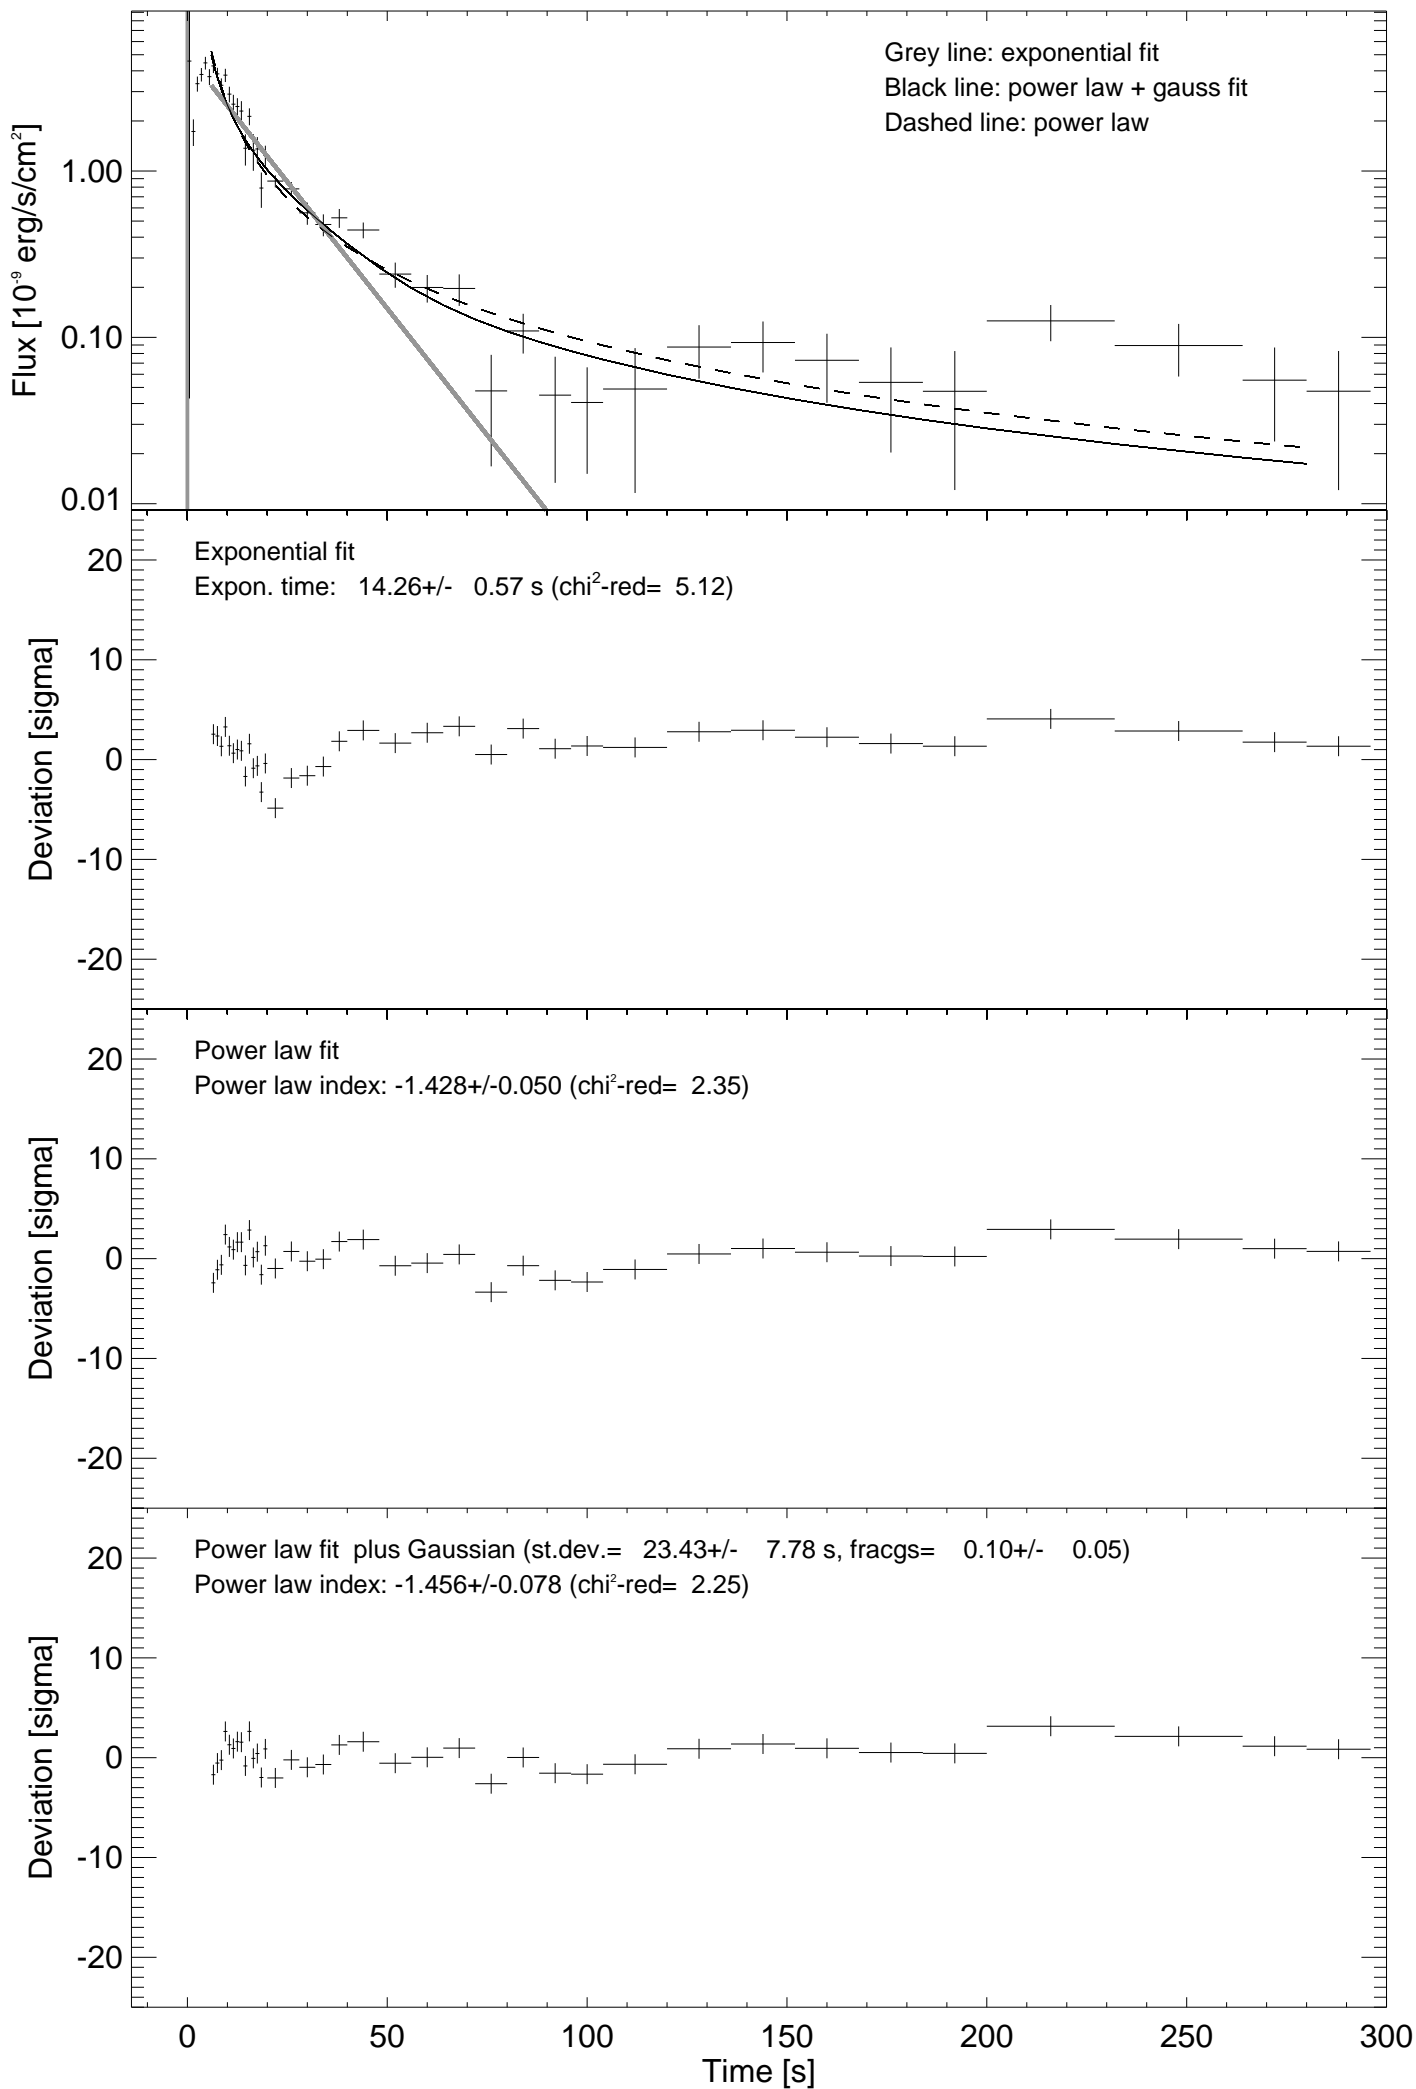 Grey line: exponential fit
Black line: power law + gauss fit
Dashed line: power law
Flux [10⁻⁹ erg/s/cm²]
1.00
0.10
0.01
Exponential fit
Expon. time: 14.26+/- 0.57 s (chi²-red= 5.12)
Deviation [sigma]
20
10
0
-10
-20
Power law fit
Power law index: -1.428+/-0.050 (chi²-red= 2.35)
Deviation [sigma]
20
10
0
-10
-20
Power law fit plus Gaussian (st.dev.= 23.43+/- 7.78 s, fracgs= 0.10+/- 0.05)
Power law index: -1.456+/-0.078 (chi²-red= 2.25)
Deviation [sigma]
20
10
0
-10
-20
0 50 100 150 200 250 300
Time [s]